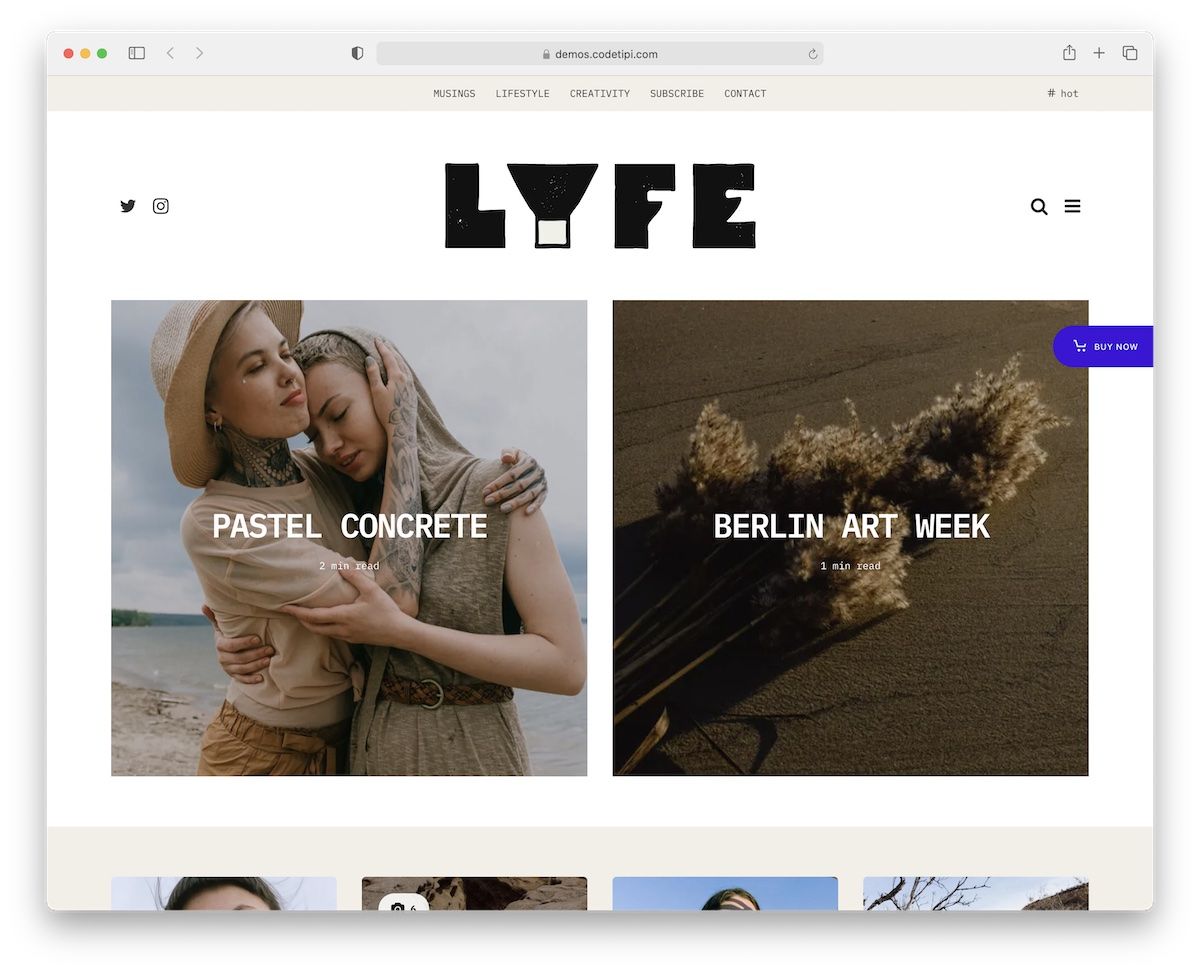 demos.codetipi.com
MUSINGS LIFESTYLE CREATIVITY SUBSCRIBE CONTACT # hot
LYFE
BUY NOW
PASTEL CONCRETE
2 min read
BERLIN ART WEEK
1 min read
6